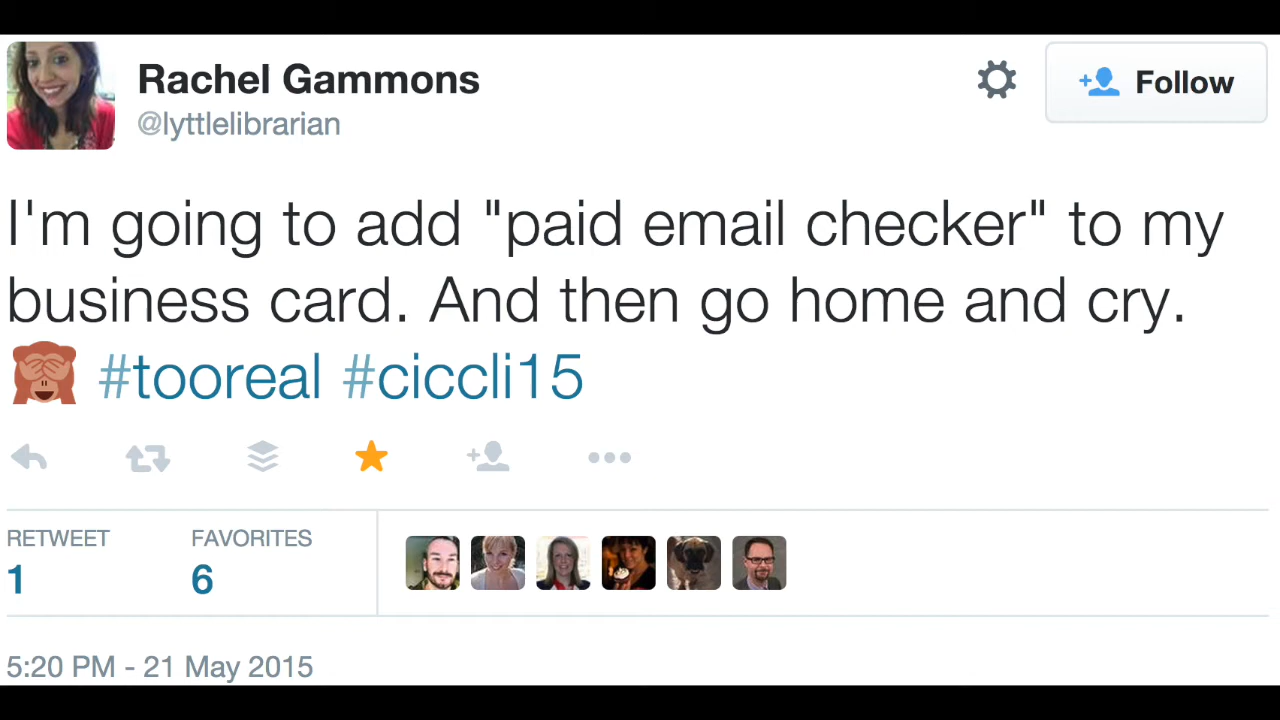 Rachel Gammons
@lyttlelibrarian
Follow
I'm going to add "paid email checker" to my
business card. And then go home and cry.
🙈 #tooreal #ciccli15
RETWEET FAVORITES
1 6
5:20 PM - 21 May 2015